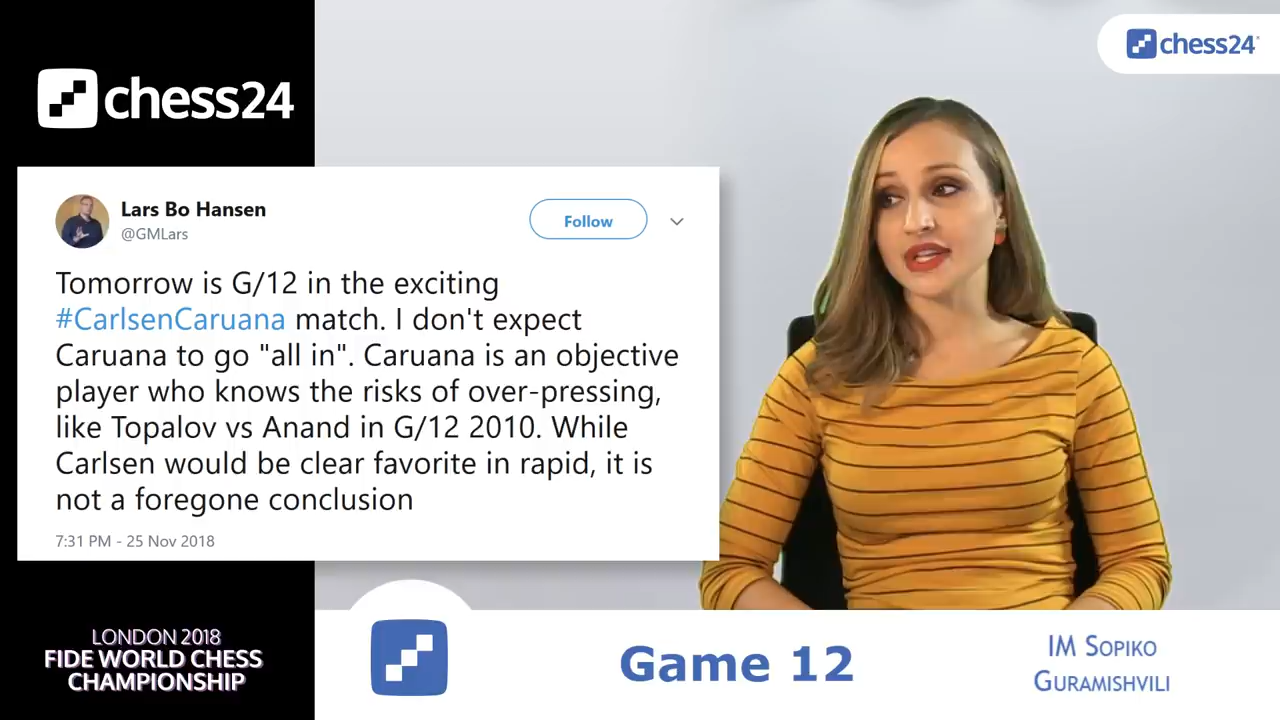 chess24
chess24
Lars Bo Hansen
@GMLars
Follow
Tomorrow is G/12 in the exciting
#CarlsenCaruana match. I don't expect
Caruana to go "all in". Caruana is an objective
player who knows the risks of over-pressing,
like Topalov vs Anand in G/12 2010. While
Carlsen would be clear favorite in rapid, it is
not a foregone conclusion
7:31 PM - 25 Nov 2018
LONDON 2018
FIDE WORLD CHESS
CHAMPIONSHIP
Game 12
IM SOPIKO
GURAMISHVILI